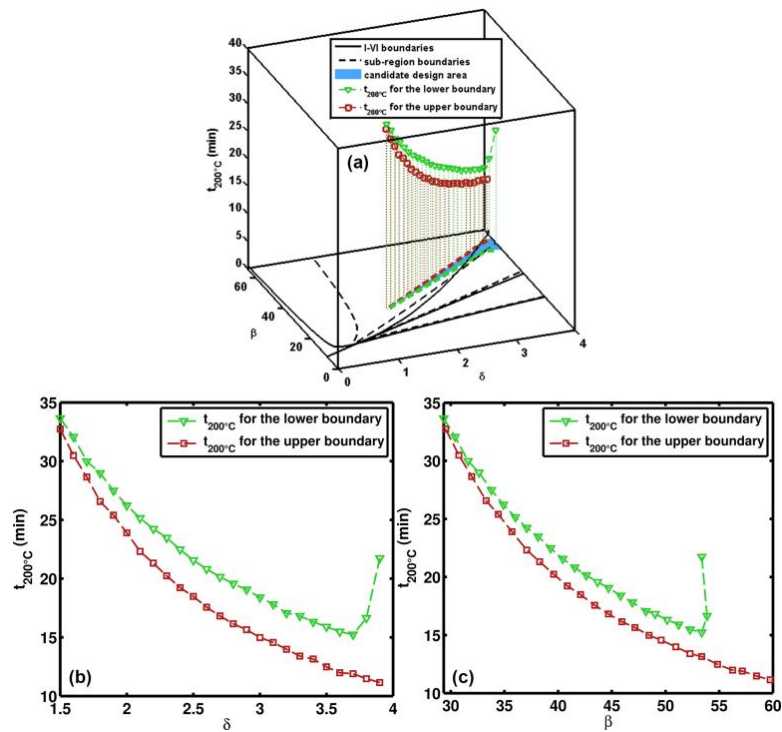 I-VI boundaries
sub-region boundaries
candidate design area
t200°C for the lower boundary
t200°C for the upper boundary
(a)
t200°C (min)
40
35
30
25
20
15
10
5
0
60
40
20
0
β
0
1
2
3
4
δ
t200°C for the lower boundary
t200°C for the upper boundary
t200°C (min)
35
30
25
20
15
10
(b)
1.5
2
2.5
3
3.5
4
δ
t200°C for the lower boundary
t200°C for the upper boundary
t200°C (min)
35
30
25
20
15
10
(c)
30
35
40
45
50
55
60
β